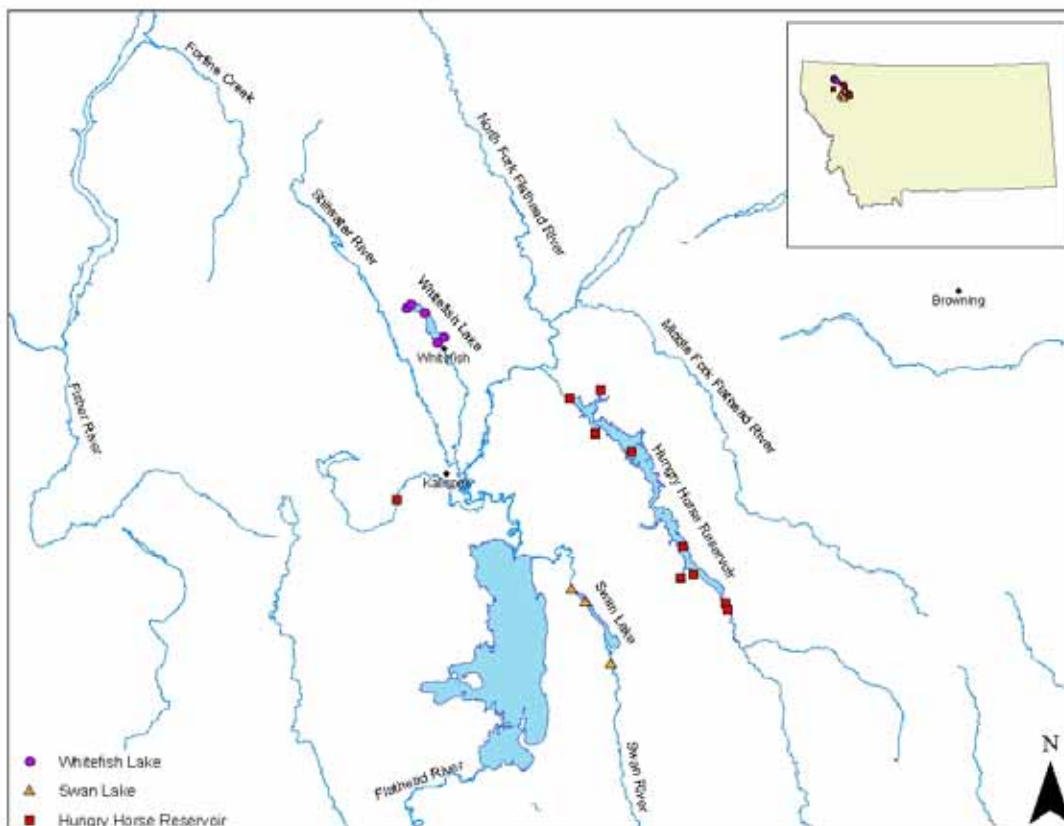 Fortine Creek
North Fork Flathead River
Stillwater River
Whitefish Lake
Whitefish
Browning
Middle Fork Flathead River
Fisher River
Hungry Horse Reservoir
Kalispell
Swan Lake
Swan River
Flathead River
Whitefish Lake
Swan Lake
Hungry Horse Reservoir
N